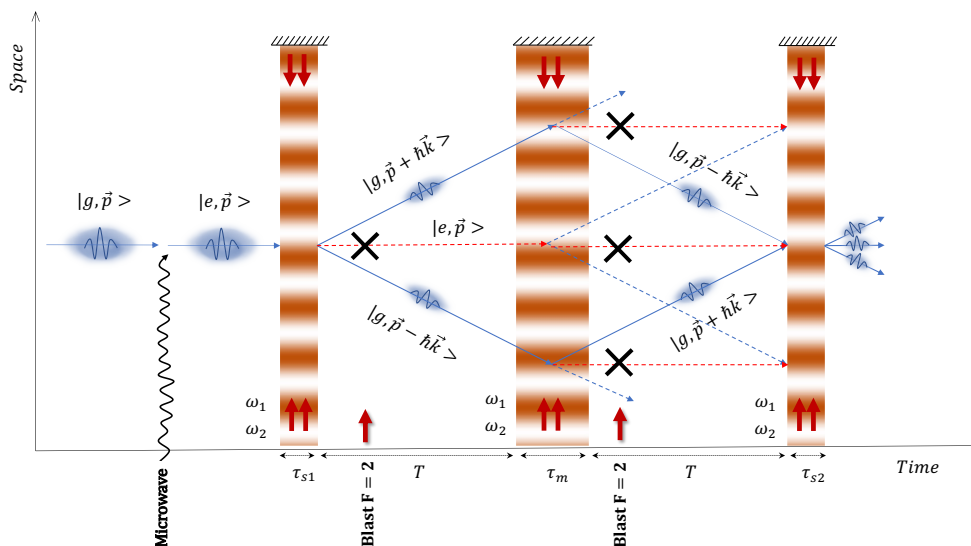 Space
|g, p⃗ >
|e, p⃗ >
|g, p⃗ + ħk⃗ >
|e, p⃗ >
|g, p⃗ − ħk⃗ >
|g, p⃗ − ħk⃗ >
|g, p⃗ + ħk⃗ >
ω₁
ω₂
ω₁
ω₂
ω₁
ω₂
τₛ₁
T
τₘ
T
τₛ₂
Time
Microwave
Blast F = 2
Blast F = 2